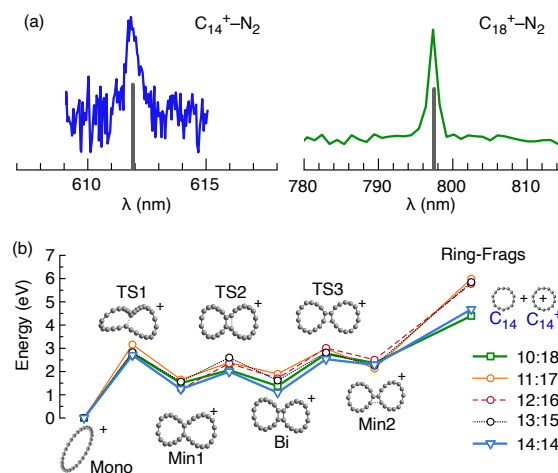 (a)
C₁₄⁺–N₂
C₁₈⁺–N₂
610 615
λ (nm)
780 790 800 810
λ (nm)
(b)
7
6
5
4
3
2
1
0
Energy (eV)
TS1
+
TS2
+
TS3
+
Ring-Frags
+ +
C₁₄ C₁₄⁺
Mono
+
Min1
+
Bi
+
Min2
+
10:18
11:17
12:16
13:15
14:14